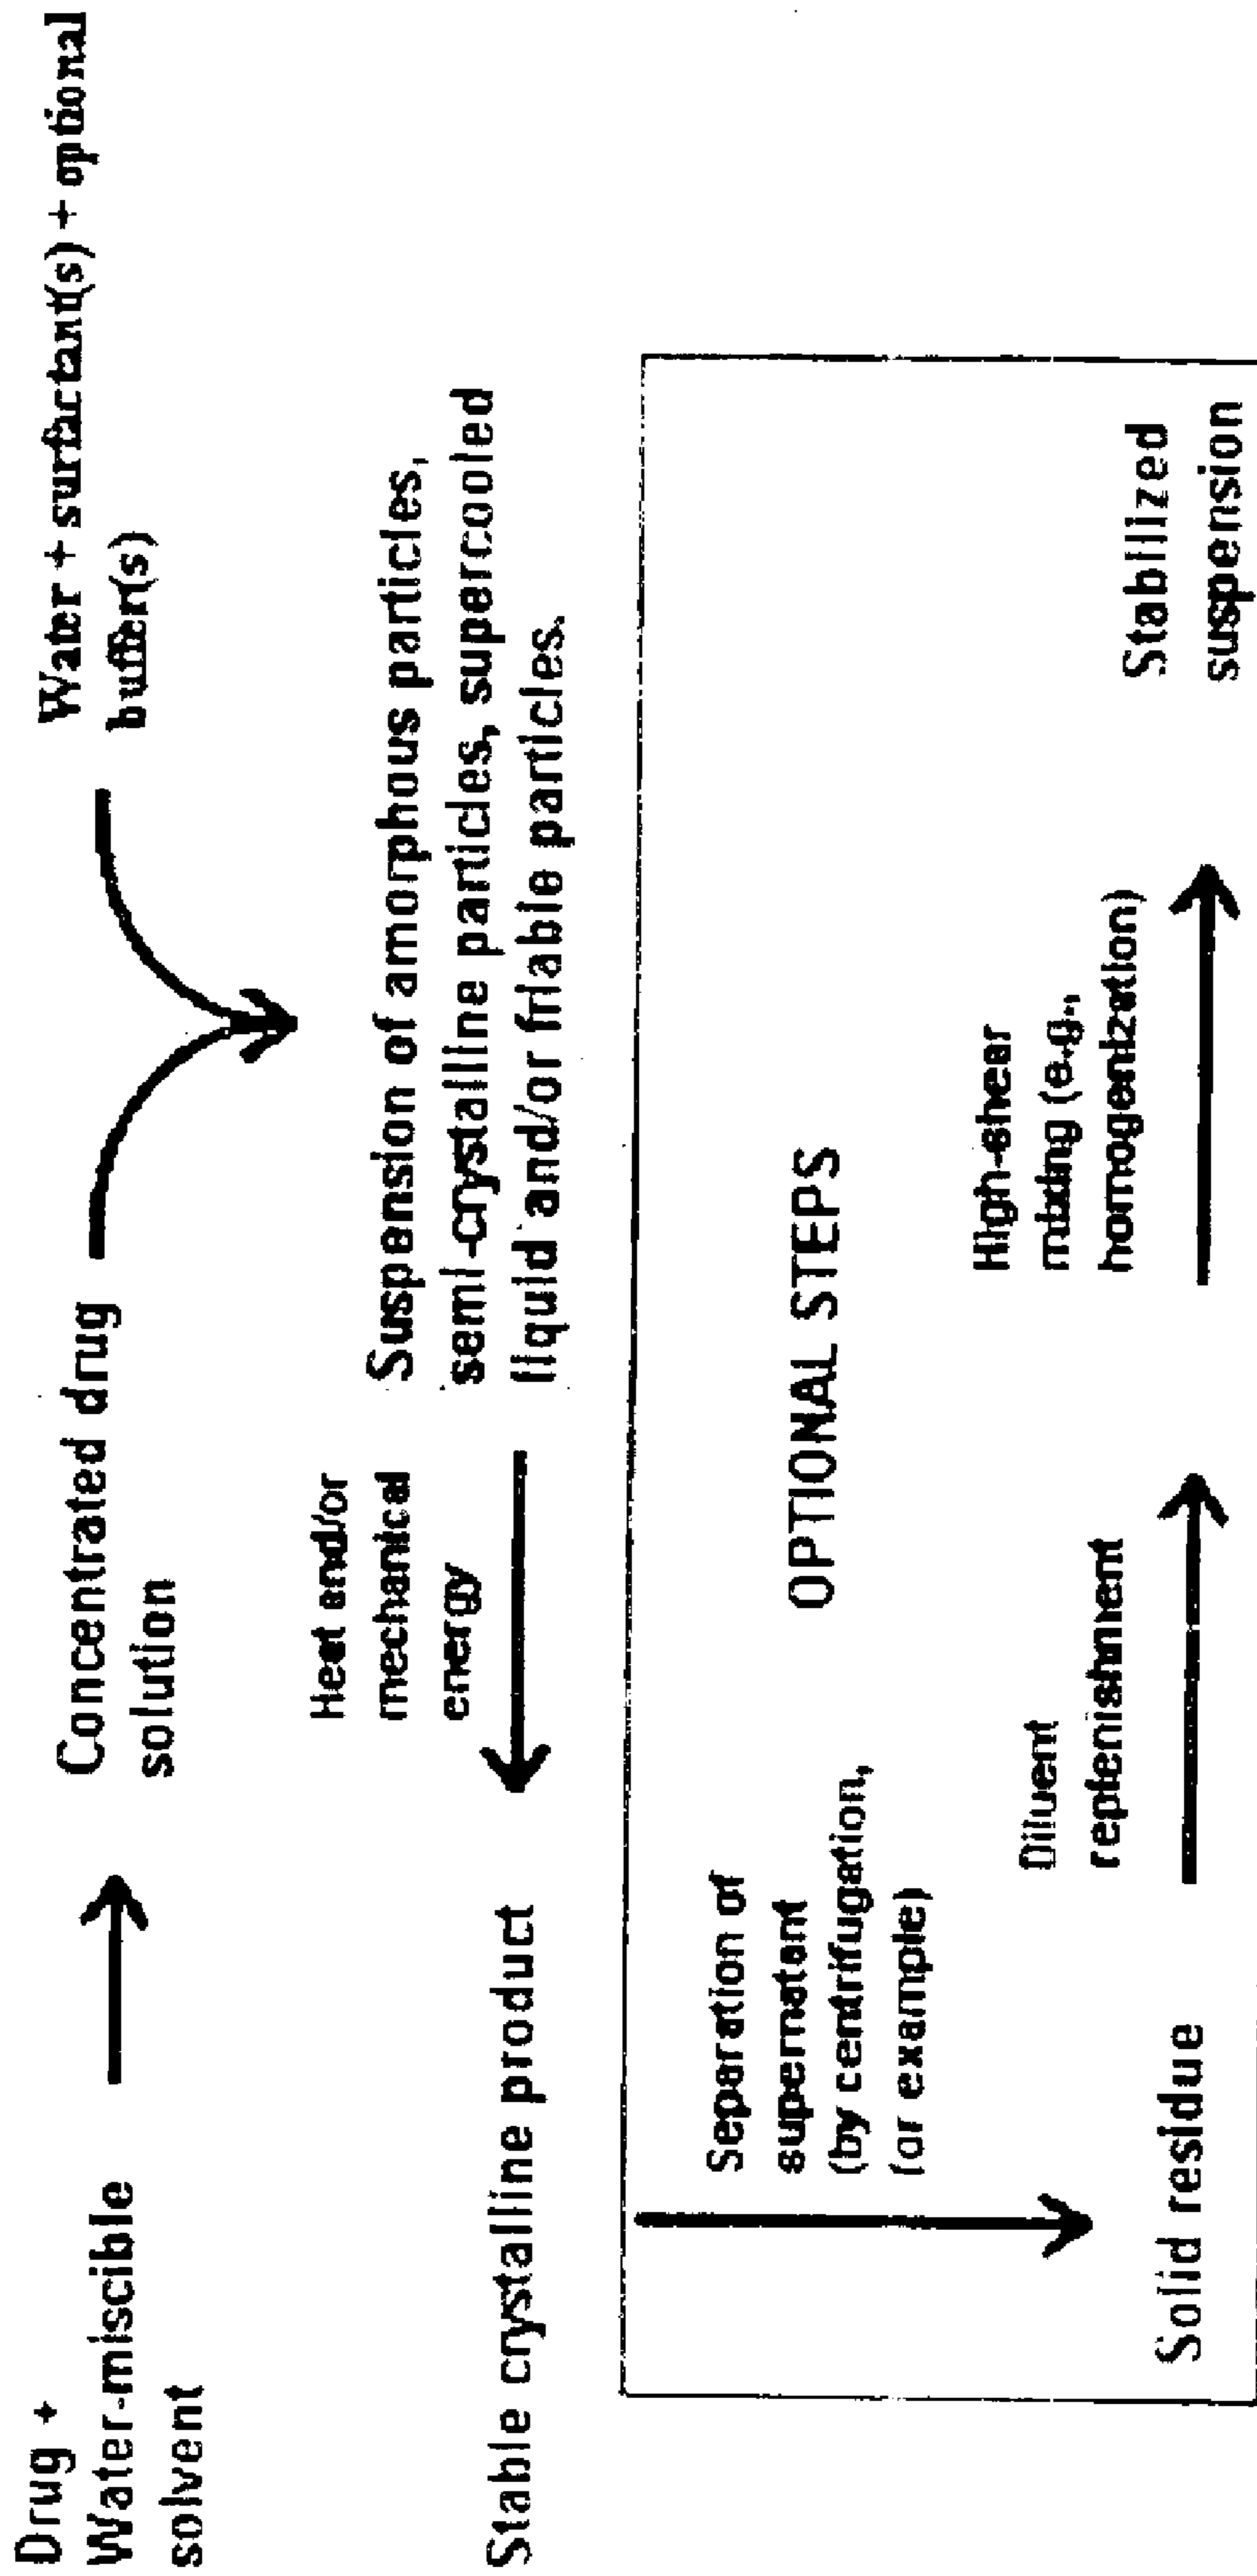 Drug +
Water-miscible
solvent
Concentrated drug
solution
Water + surfactant(s) + optional
buffer(s)
Heat and/or
mechanical
energy
Suspension of amorphous particles,
semi-crystalline particles, supercooled
liquid and/or friable particles.
Stable crystalline product
OPTIONAL STEPS
Separation of
supernatant
(by centrifugation,
for example)
Solid residue
Diluent
replenishment
High-shear
mixing (e.g.,
homogenization)
Stabilized
suspension